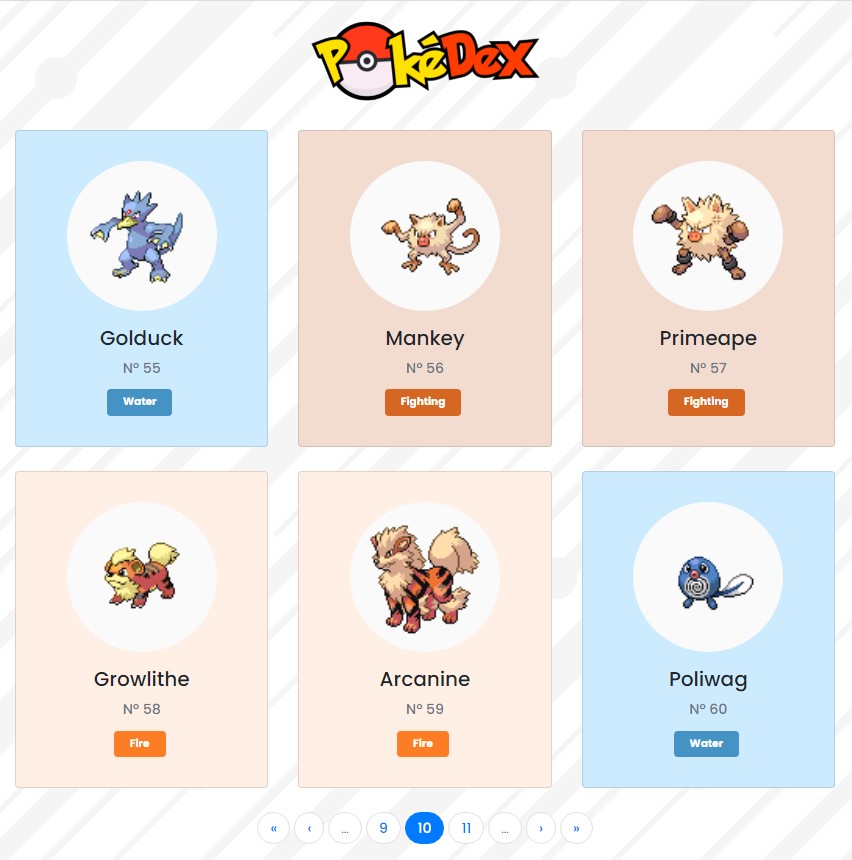 PokéDex
Golduck
Nº 55
Water
Mankey
Nº 56
Fighting
Primeape
Nº 57
Fighting
Growlithe
Nº 58
Fire
Arcanine
Nº 59
Fire
Poliwag
Nº 60
Water
« ‹ ... 9 10 11 ... › »